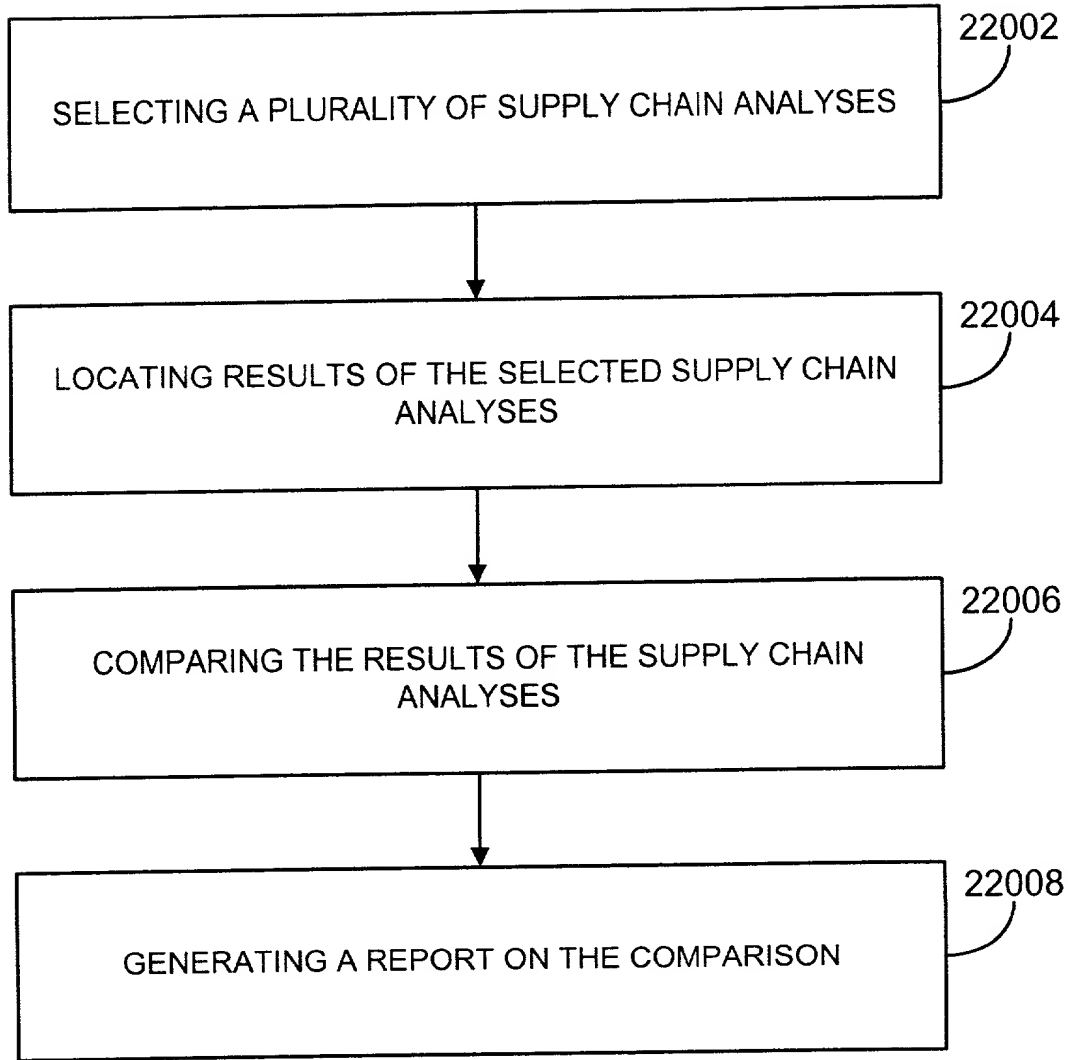 22002
SELECTING A PLURALITY OF SUPPLY CHAIN ANALYSES
22004
LOCATING RESULTS OF THE SELECTED SUPPLY CHAIN
ANALYSES
22006
COMPARING THE RESULTS OF THE SUPPLY CHAIN
ANALYSES
22008
GENERATING A REPORT ON THE COMPARISON